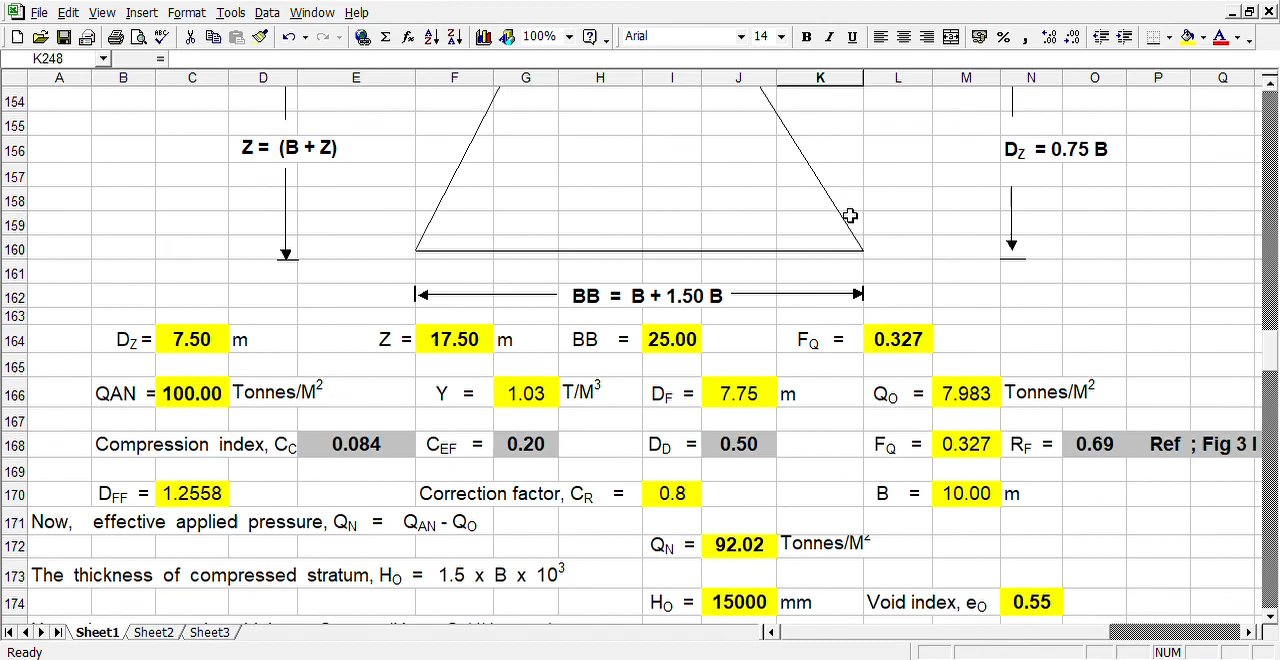 File Edit View Insert Format Tools Data Window Help
100% Arial 14 B I U
K248 =
A B C D E F G H I J K L M N O P Q
154
155
156 Z = (B + Z) DZ = 0.75 B
157
158
159
160
161
162 BB = B + 1.50 B
163
164 DZ = 7.50 m Z = 17.50 m BB = 25.00 FQ = 0.327
165
166 QAN = 100.00 Tonnes/M2 Y = 1.03 T/M3 DF = 7.75 m QO = 7.983 Tonnes/M2
167
168 Compression index, CC 0.084 CEF = 0.20 DD = 0.50 FQ = 0.327 RF = 0.69 Ref ; Fig 3 I
169
170 DFF = 1.2558 Correction factor, CR = 0.8 B = 10.00 m
171 Now, effective applied pressure, QN = QAN - QO
172 QN = 92.02 Tonnes/M2
173 The thickness of compressed stratum, HO = 1.5 x B x 103
174 HO = 15000 mm Void index, eO 0.55
Sheet1 Sheet2 Sheet3
Ready NUM